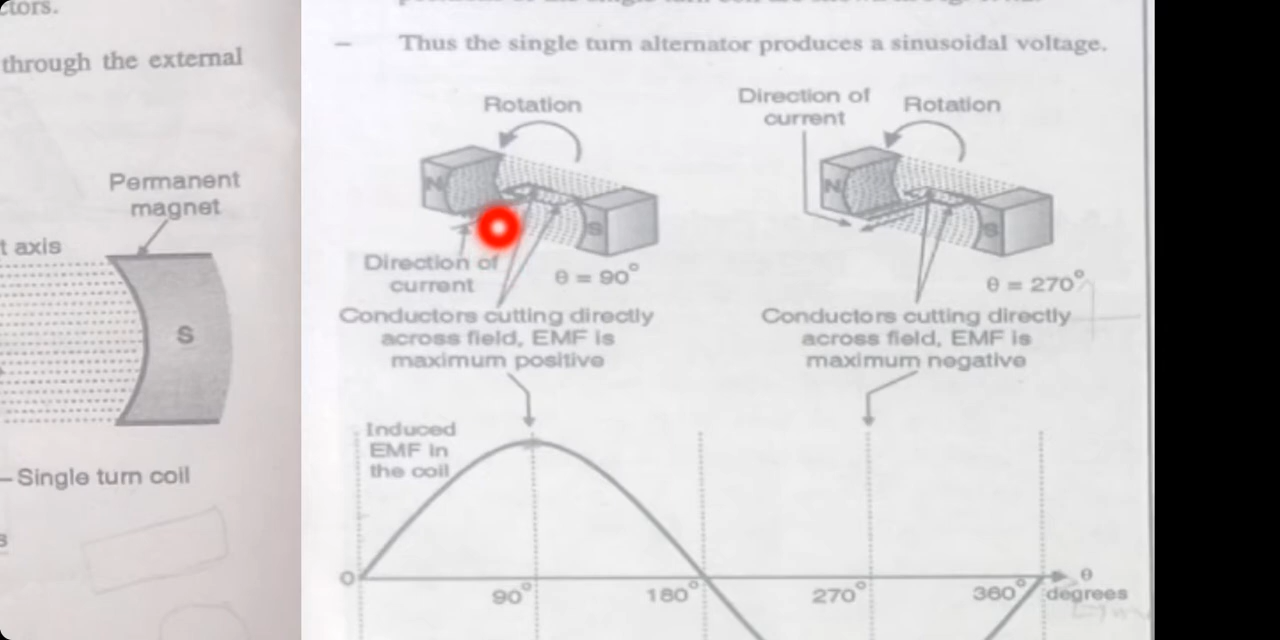 ctors.
through the external
Permanent
magnet
t axis
S
Single turn coil
s
– Thus the single turn alternator produces a sinusoidal voltage.
Rotation
N
S
Direction of
current
θ = 90°
Conductors cutting directly
across field, EMF is
maximum positive
Direction of
current
Rotation
N
S
θ = 270°
Conductors cutting directly
across field, EMF is
maximum negative
Induced
EMF in
the coil
0
90°
180°
270°
360°
θ
degrees